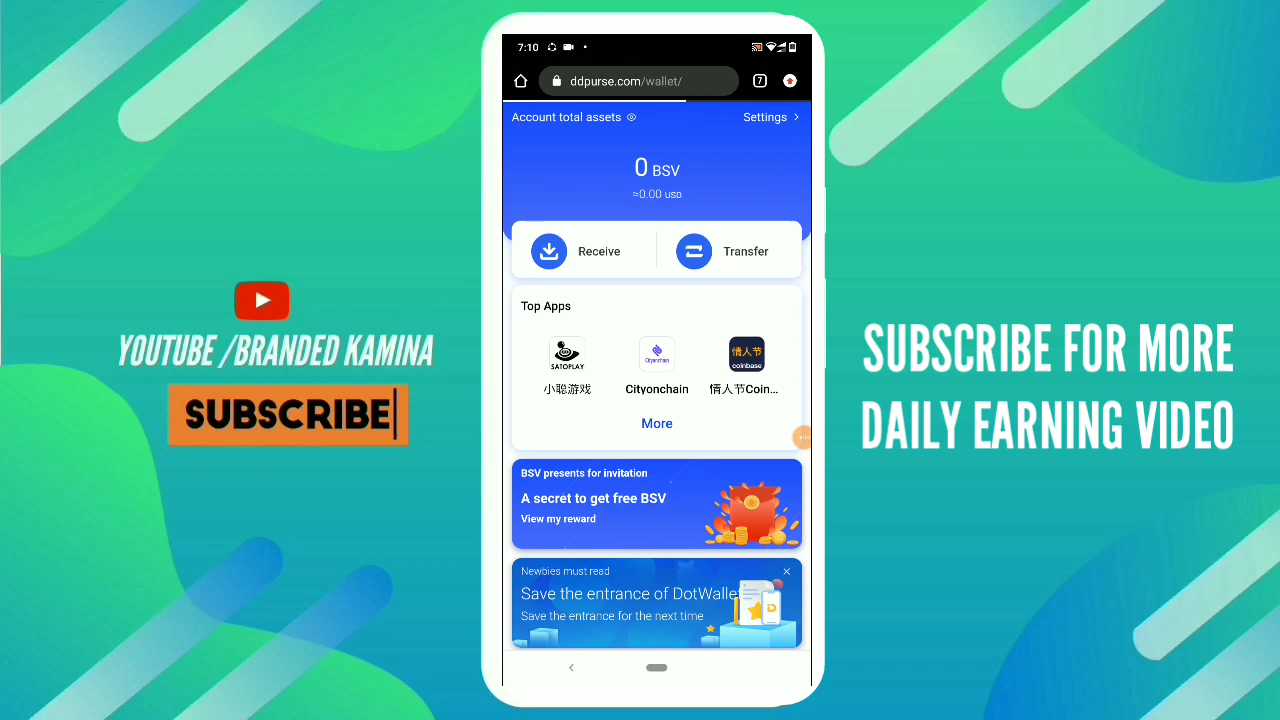 7:10
ddpurse.com/wallet/
7
Account total assets
Settings
0 BSV
≈0.00 USD
Receive
Transfer
Top Apps
SATOPLAY
Cityonchain
情人节
coinbase
小聪游戏
Cityonchain
情人节Coin...
More
BSV presents for invitation
A secret to get free BSV
View my reward
Newbies must read
Save the entrance of DotWallet
Save the entrance for the next time
YOUTUBE /BRANDED KAMINA
SUBSCRIBE
SUBSCRIBE FOR MORE
DAILY EARNING VIDEO